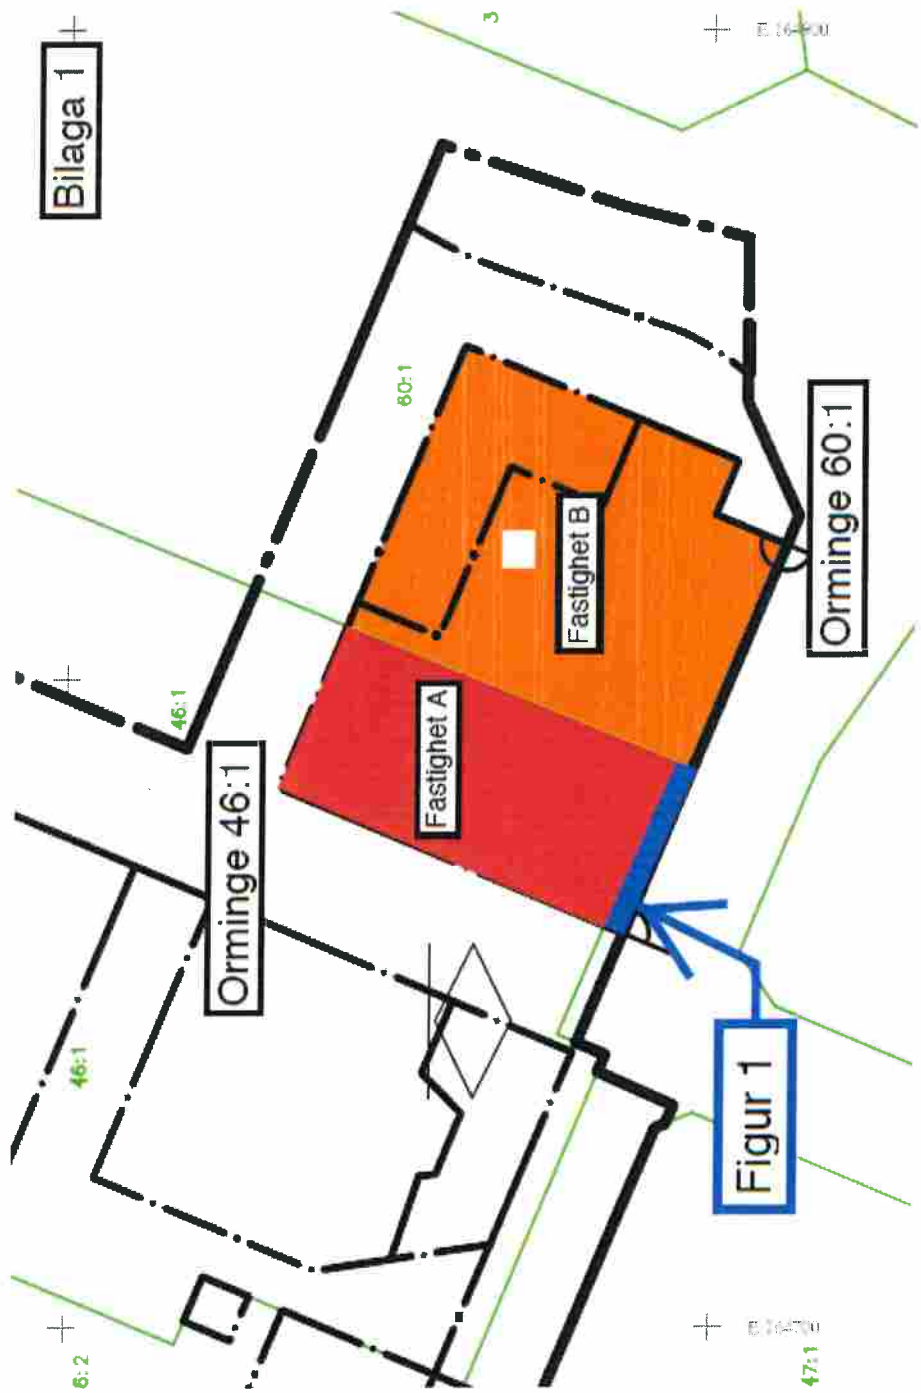 Bilaga 1
3
60:1
46:1
Orminge 46:1
Fastighet A
Fastighet B
Orminge 60:1
46:1
Figur 1
6:2
47:1